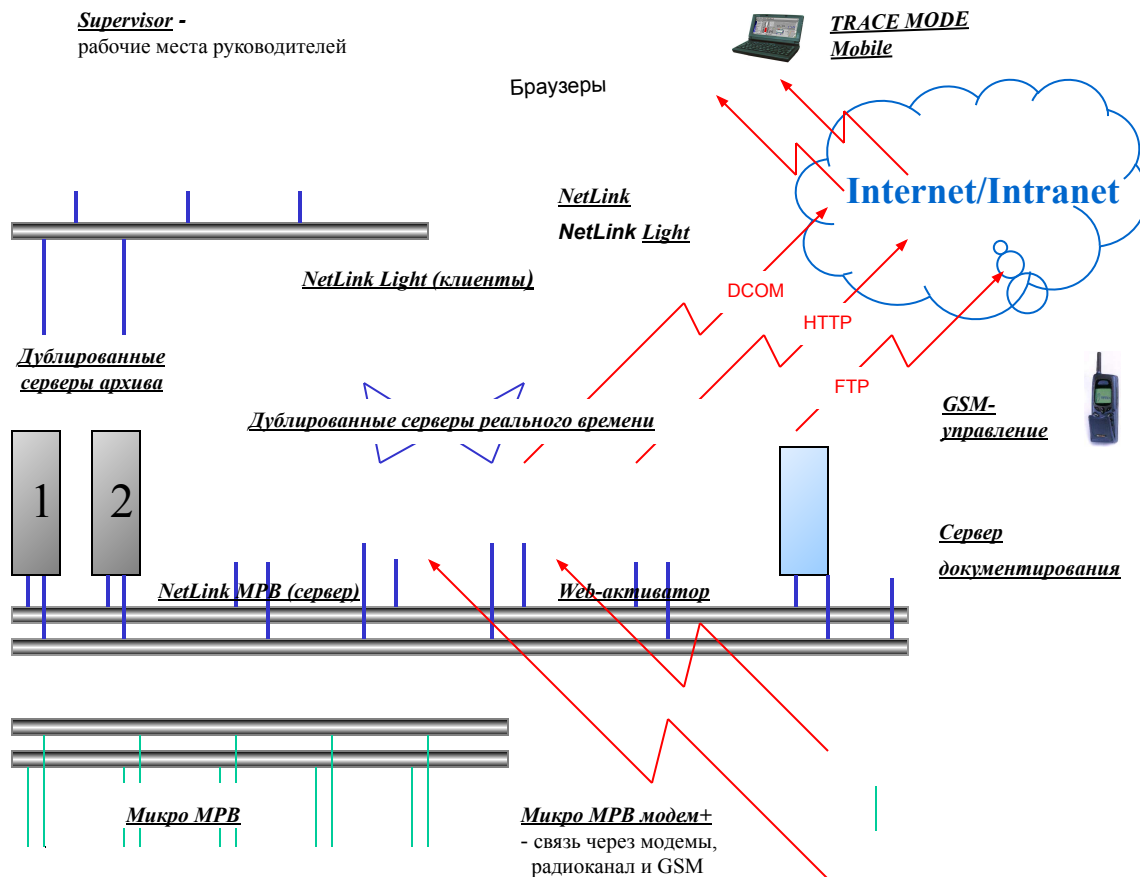 Supervisor -
рабочие места руководителей
TRACE MODE
Mobile
Браузеры
Internet/Intranet
NetLink
NetLink Light
NetLink Light (клиенты)
DCOM
HTTP
FTP
Дублированные
серверы архива
Дублированные серверы реального времени
GSM-
управление
1
2
Сервер
документирования
NetLink МРВ (сервер)
Web-активатор
Микро МРВ
Микро МРВ модем+
- связь через модемы,
радиоканал и GSM